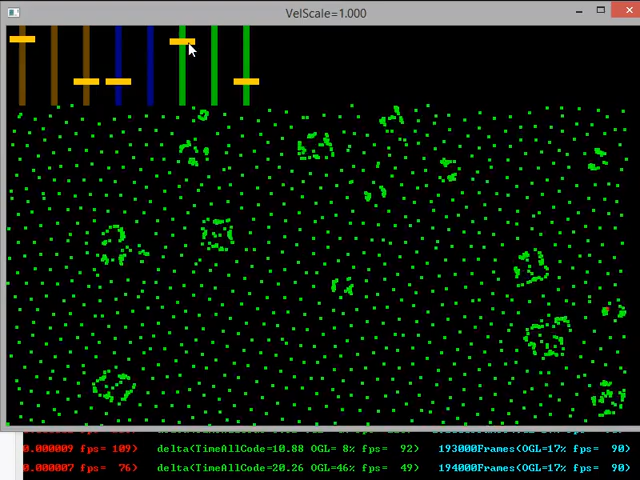 VelScale=1.000
0.000009 fps= 109) delta(TimeAllCode=10.88 OGL= 8% fps= 92) 193000Frames(OGL=17% fps= 90)
0.000007 fps= 76) delta(TimeAllCode=20.26 OGL=46% fps= 49) 194000Frames(OGL=17% fps= 90)